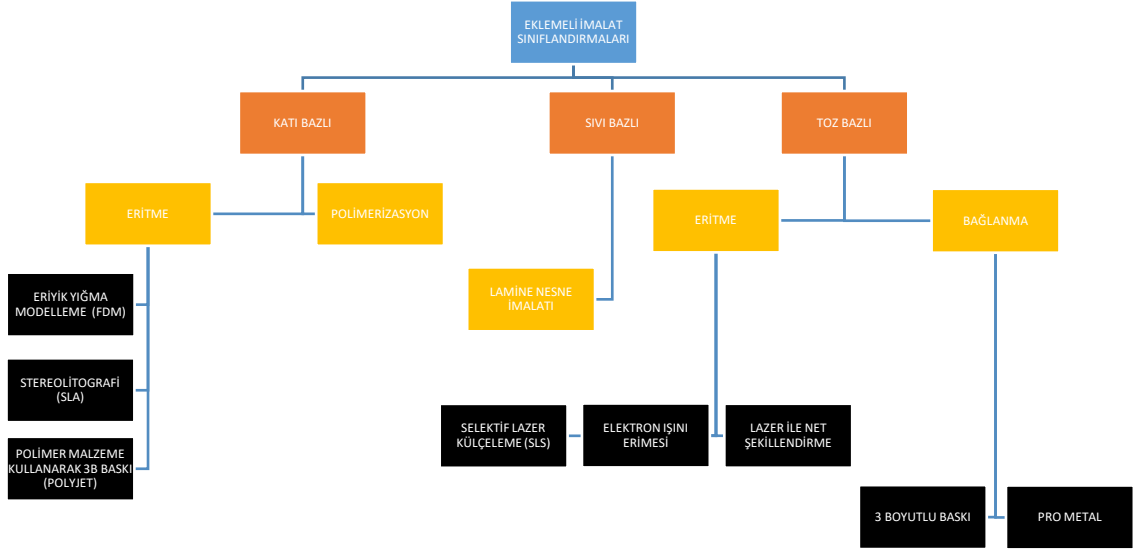 EKLEMELİ İMALAT
SINIFLANDIRMALARI
KATI BAZLI
SIVI BAZLI
TOZ BAZLI
ERİTME
POLİMERİZASYON
ERİTME
BAĞLANMA
LAMİNE NESNE
İMALATI
ERİYİK YIĞMA
MODELLEME (FDM)
STEREOLİTOGRAFİ
(SLA)
POLİMER MALZEME
KULLANARAK 3B BASKI
(POLYJET)
SELEKTİF LAZER
KÜLÇELEME (SLS)
ELEKTRON IŞINI
ERİMESİ
LAZER İLE NET
ŞEKİLLENDİRME
3 BOYUTLU BASKI
PRO METAL